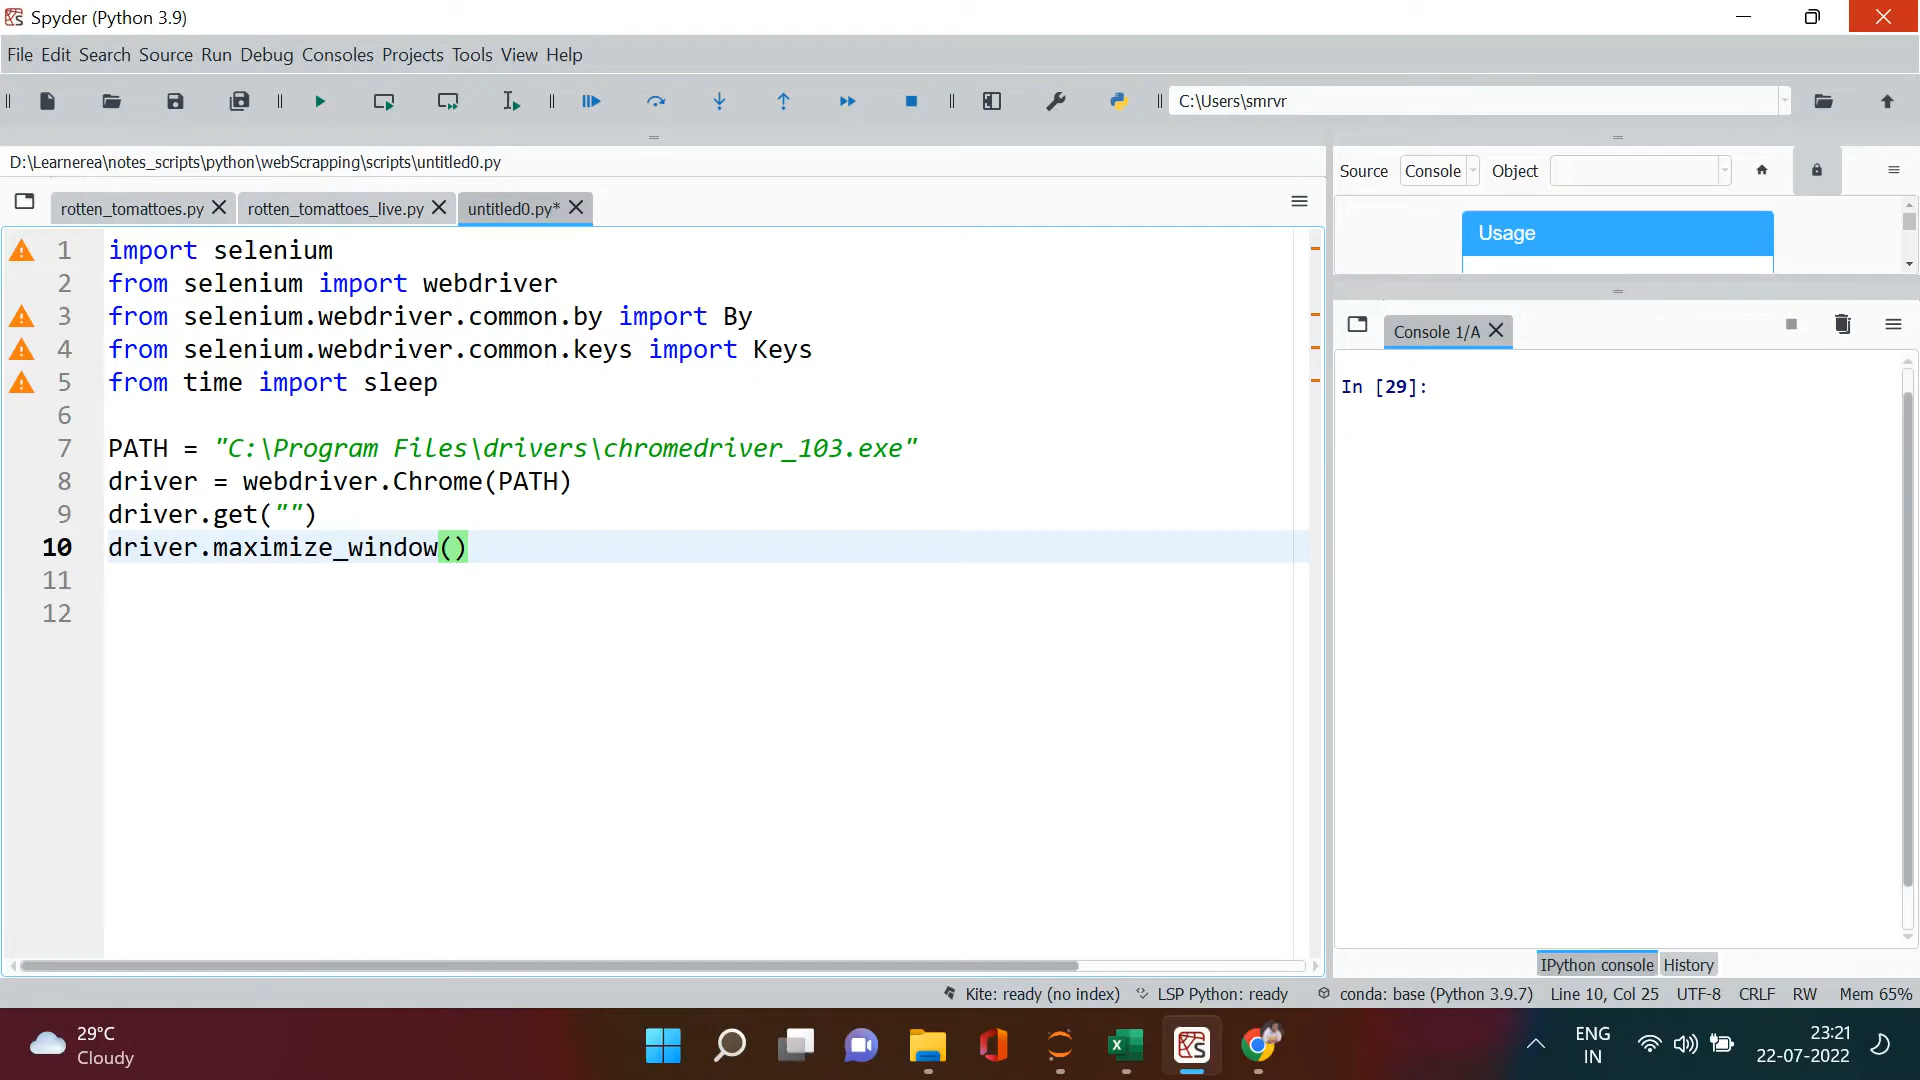 Spyder (Python 3.9)
File Edit Search Source Run Debug Consoles Projects Tools View Help
C:\Users\smrvr
D:\Learnerea\notes_scripts\python\webScrapping\scripts\untitled0.py
rotten_tomattoes.py rotten_tomattoes_live.py untitled0.py*
1 import selenium
2 from selenium import webdriver
3 from selenium.webdriver.common.by import By
4 from selenium.webdriver.common.keys import Keys
5 from time import sleep
6
7 PATH = "C:\Program Files\drivers\chromedriver_103.exe"
8 driver = webdriver.Chrome(PATH)
9 driver.get("")
10 driver.maximize_window()
11
12
Source Console Object
Usage
Console 1/A
In [29]:
IPython console History
Kite: ready (no index) LSP Python: ready conda: base (Python 3.9.7) Line 10, Col 25 UTF-8 CRLF RW Mem 65%
29°C
Cloudy
ENG
IN
23:21
22-07-2022